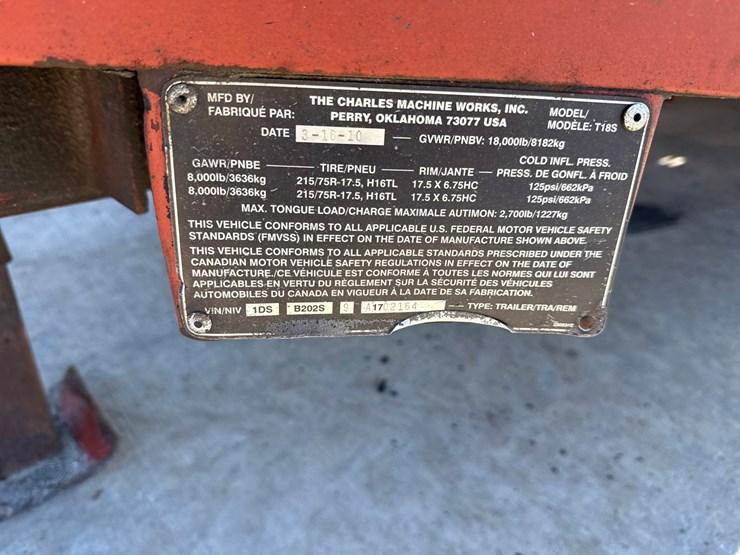 MFD BY/ THE CHARLES MACHINE WORKS, INC. MODEL/
FABRIQUÉ PAR: PERRY, OKLAHOMA 73077 USA MODÈLE: T18S
DATE 3-16-10 GVWR/PNBV: 18,000lb/8182kg
COLD INFL. PRESS.
GAWR/PNBE TIRE/PNEU RIM/JANTE PRESS. DE GONFL. À FROID
8,000lb/3636kg 215/75R-17.5, H16TL 17.5 X 6.75HC 125psi/662kPa
8,000lb/3636kg 215/75R-17.5, H16TL 17.5 X 6.75HC 125psi/662kPa
MAX. TONGUE LOAD/CHARGE MAXIMALE AUTIMON: 2,700lb/1227kg
THIS VEHICLE CONFORMS TO ALL APPLICABLE U.S. FEDERAL MOTOR VEHICLE SAFETY
STANDARDS (FMVSS) IN EFFECT ON THE DATE OF MANUFACTURE SHOWN ABOVE.
THIS VEHICLE CONFORMS TO ALL APPLICABLE STANDARDS PRESCRIBED UNDER THE
CANADIAN MOTOR VEHICLE SAFETY REGULATIONS IN EFFECT ON THE DATE OF
MANUFACTURE./CE VÉHICULE EST CONFORME À TOUTES LES NORMES QUI LUI SONT
APPLICABLES EN VERTU DU RÈGLEMENT SUR LA SÉCURITÉ DES VÉHICULES
AUTOMOBILES DU CANADA EN VIGUEUR À LA DATE DE SA FABRICATION.
VIN/NIV 1DS B202S 9 A1702164 TYPE: TRAILER/TRA/REM